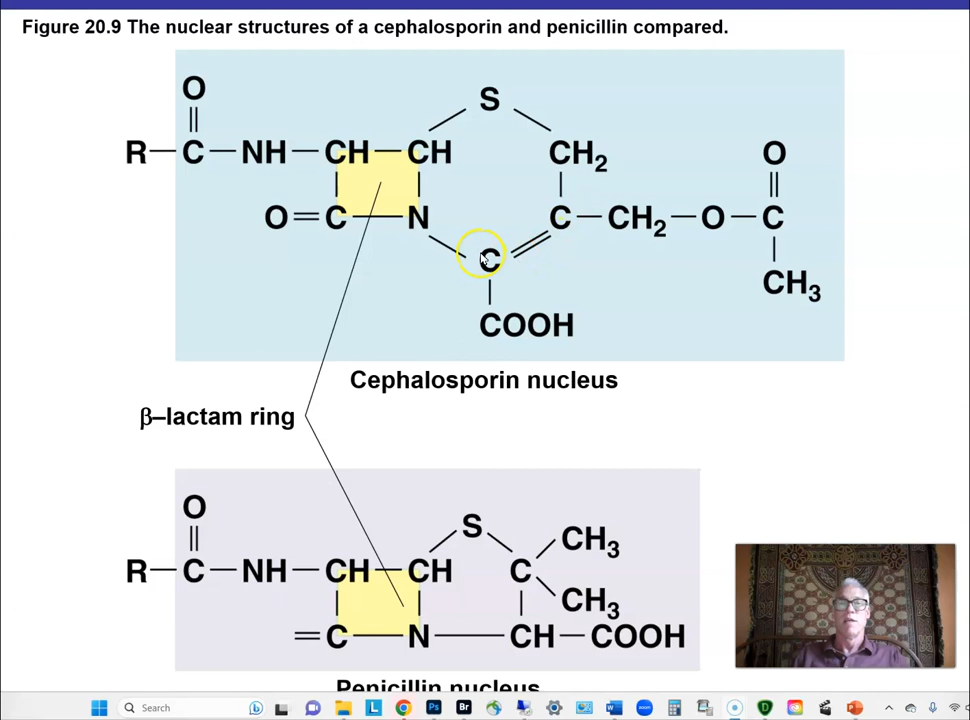 Figure 20.9 The nuclear structures of a cephalosporin and penicillin compared.
O
S
R C NH CH CH CH2 O
O=C N C CH2 O C
C
CH3
COOH
Cephalosporin nucleus
β–lactam ring
O
S CH3
R C NH CH CH C
CH3
=C N CH COOH
Penicillin nucleus
Search